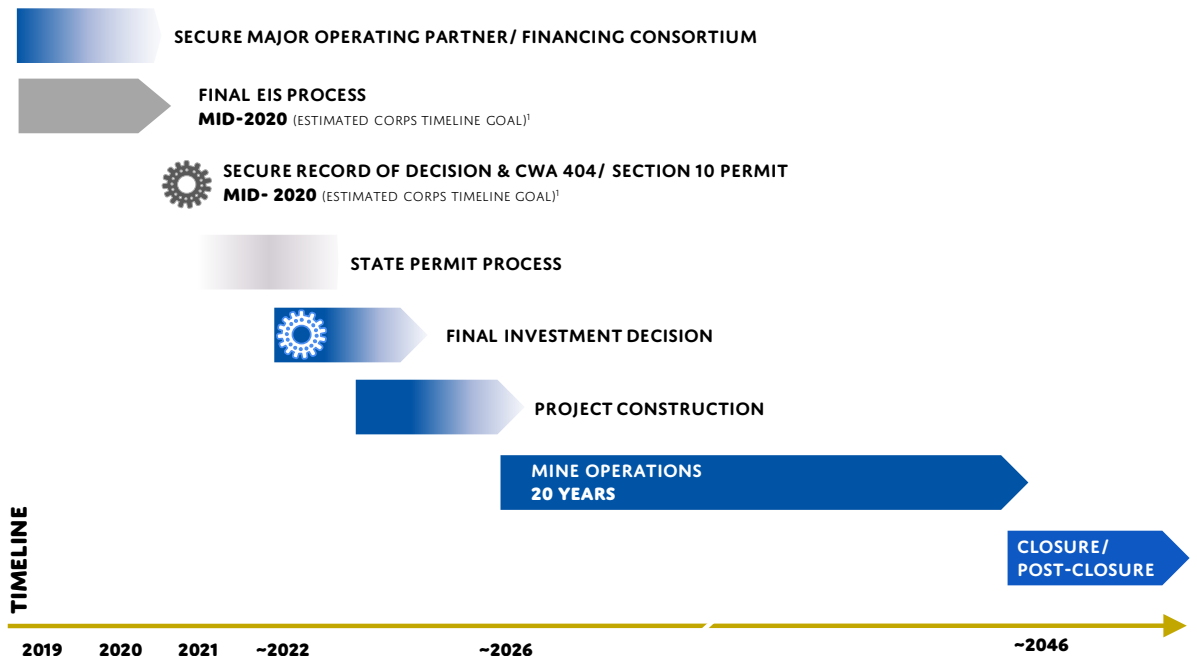 SECURE MAJOR OPERATING PARTNER/ FINANCING CONSORTIUM
FINAL EIS PROCESS
MID-2020 (ESTIMATED CORPS TIMELINE GOAL)¹
SECURE RECORD OF DECISION & CWA 404/ SECTION 10 PERMIT
MID- 2020 (ESTIMATED CORPS TIMELINE GOAL)¹
STATE PERMIT PROCESS
FINAL INVESTMENT DECISION
PROJECT CONSTRUCTION
MINE OPERATIONS
20 YEARS
CLOSURE/
POST-CLOSURE
TIMELINE
2019 2020 2021 ~2022 ~2026 ~2046